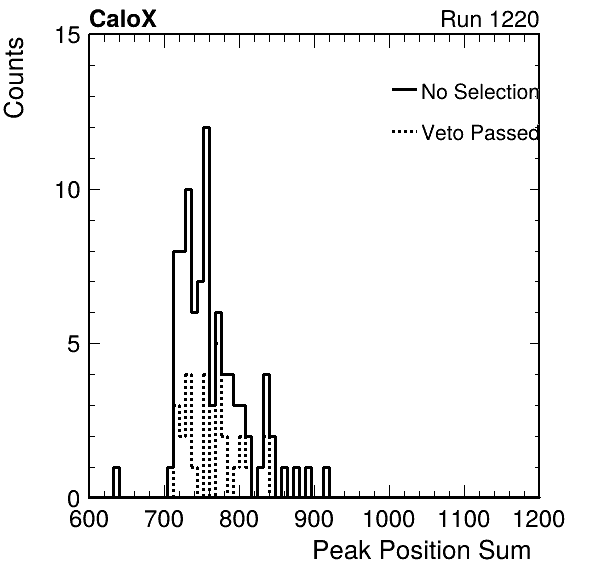 CaloX Run 1220
Counts
15
No Selection
Veto Passed
10
5
0
600 700 800 900 1000 1100 1200
Peak Position Sum